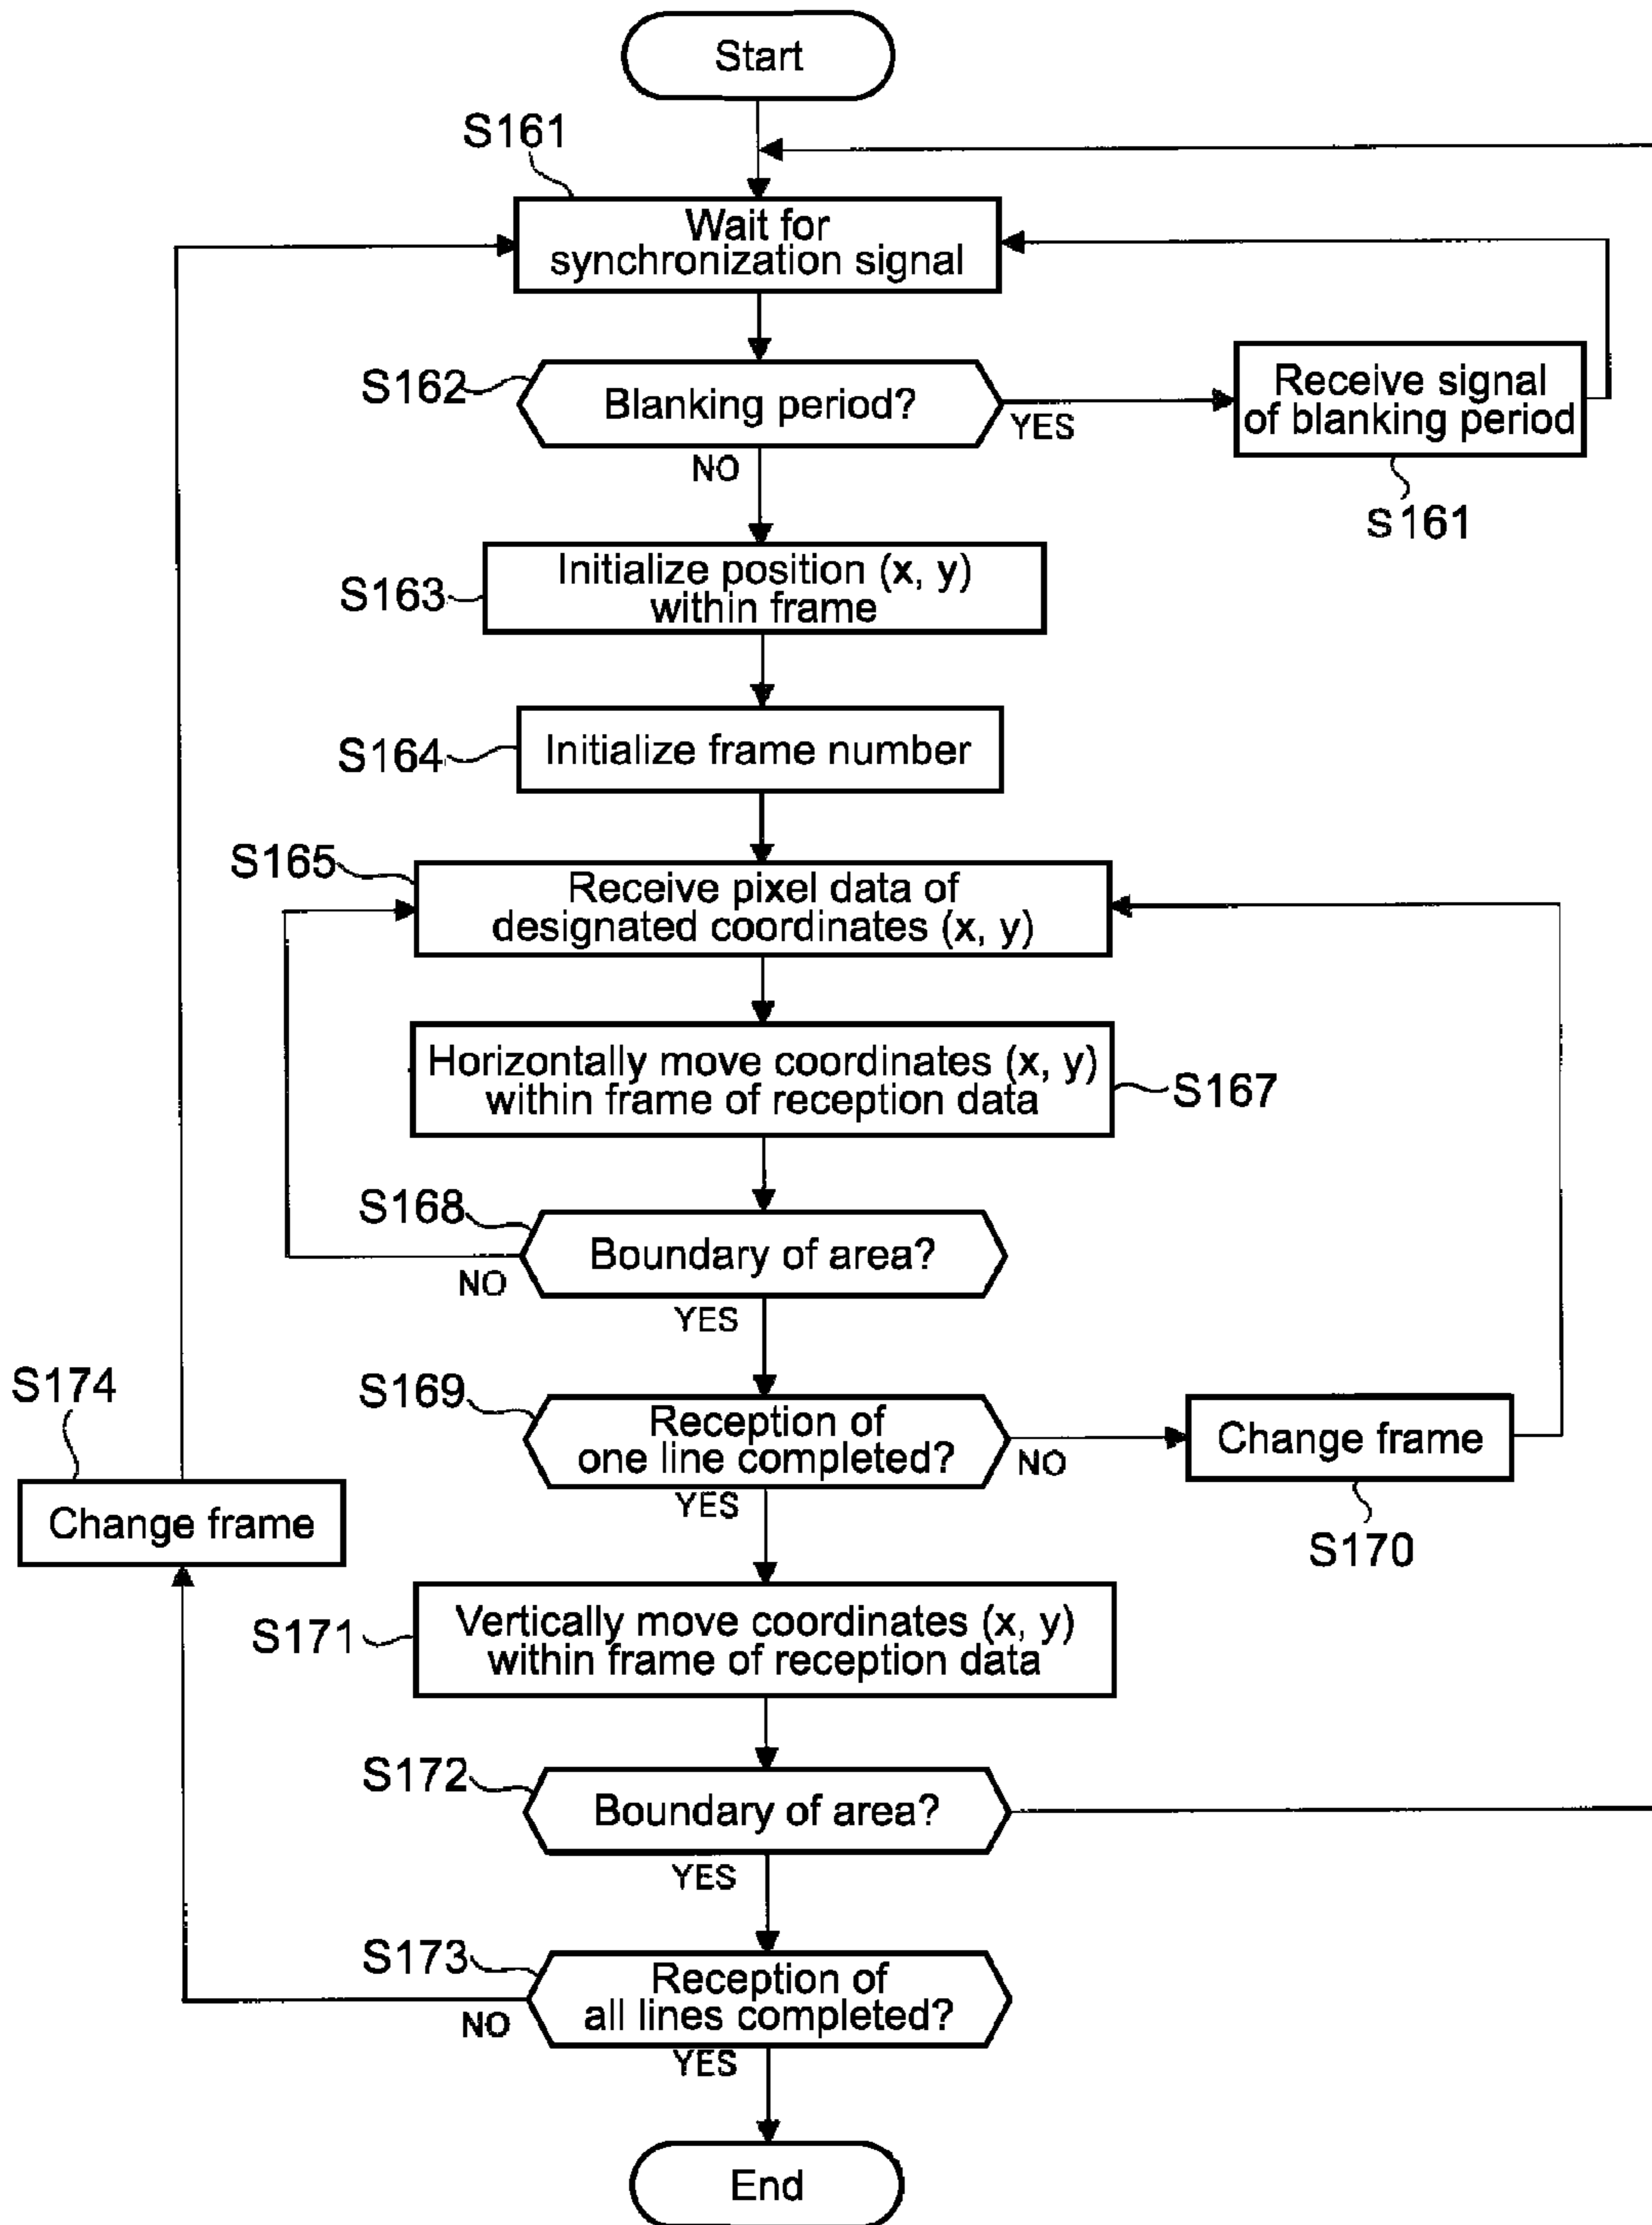 Start
S161
Wait for
synchronization signal
S162
Blanking period?
YES
Receive signal
of blanking period
S161
NO
S163
Initialize position (x, y)
within frame
S164
Initialize frame number
S165
Receive pixel data of
designated coordinates (x, y)
Horizontally move coordinates (x, y)
within frame of reception data
S167
S168
Boundary of area?
NO
YES
S174
Change frame
S169
Reception of
one line completed?
NO
Change frame
S170
YES
S171
Vertically move coordinates (x, y)
within frame of reception data
S172
Boundary of area?
YES
S173
Reception of
all lines completed?
NO
YES
End